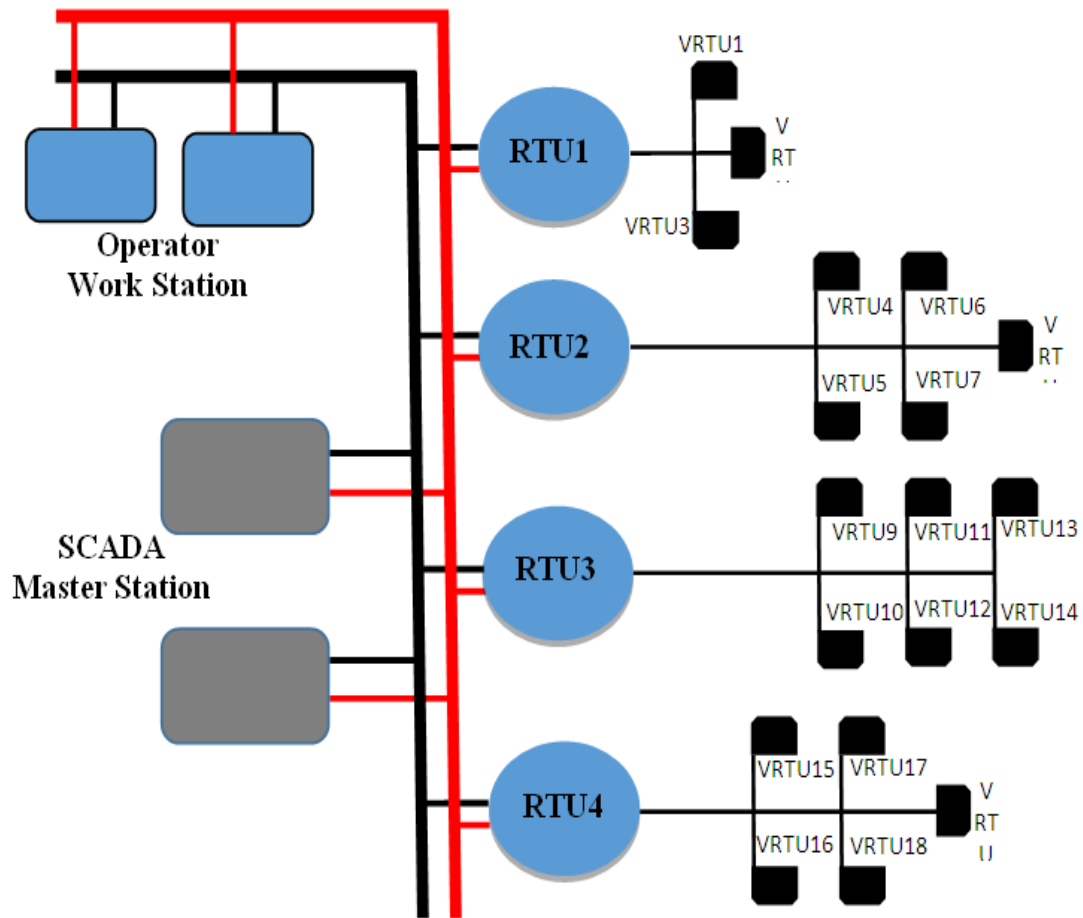 VRTU1
V
RT
RTU1
VRTU3
Operator
Work Station
VRTU4
VRTU6
V
RT
RTU2
VRTU5
VRTU7
SCADA
Master Station
VRTU9
VRTU11
VRTU13
RTU3
VRTU10
VRTU12
VRTU14
VRTU15
VRTU17
V
RT
RTU4
VRTU16
VRTU18